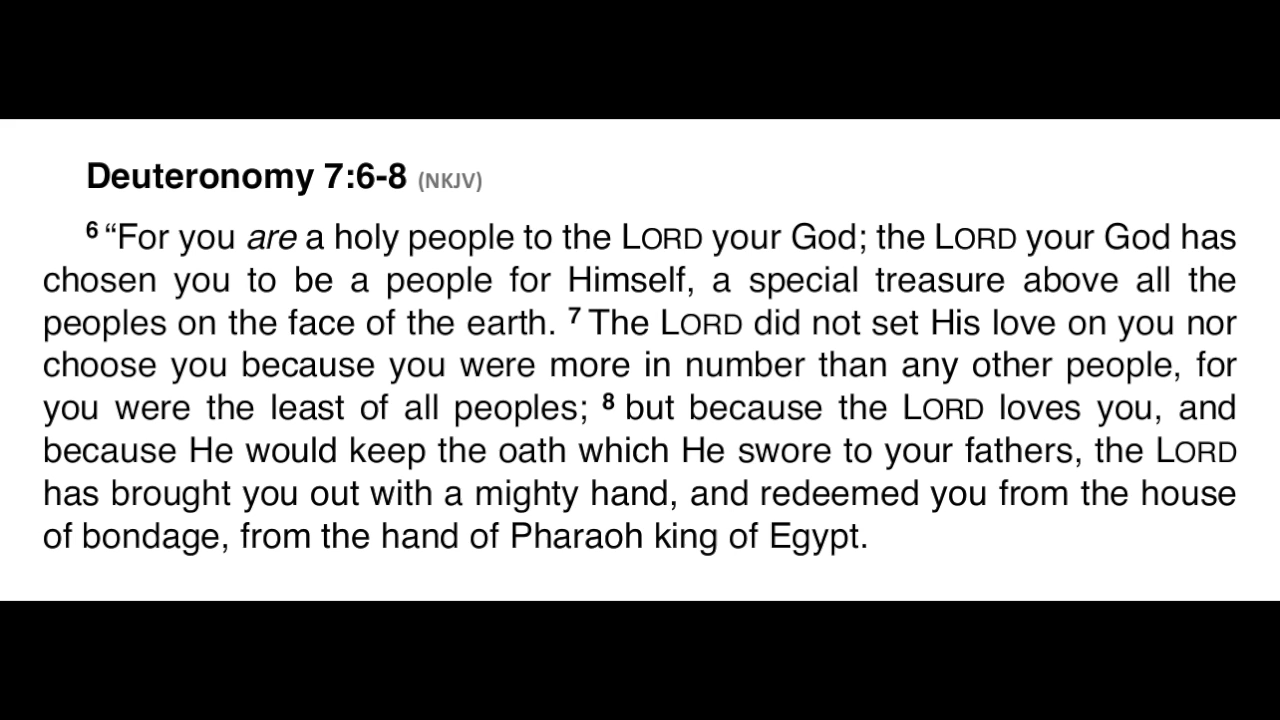 Deuteronomy 7:6-8 (NKJV)
6 “For you are a holy people to the LORD your God; the LORD your God has
chosen you to be a people for Himself, a special treasure above all the
peoples on the face of the earth. 7 The LORD did not set His love on you nor
choose you because you were more in number than any other people, for
you were the least of all peoples; 8 but because the LORD loves you, and
because He would keep the oath which He swore to your fathers, the LORD
has brought you out with a mighty hand, and redeemed you from the house
of bondage, from the hand of Pharaoh king of Egypt.